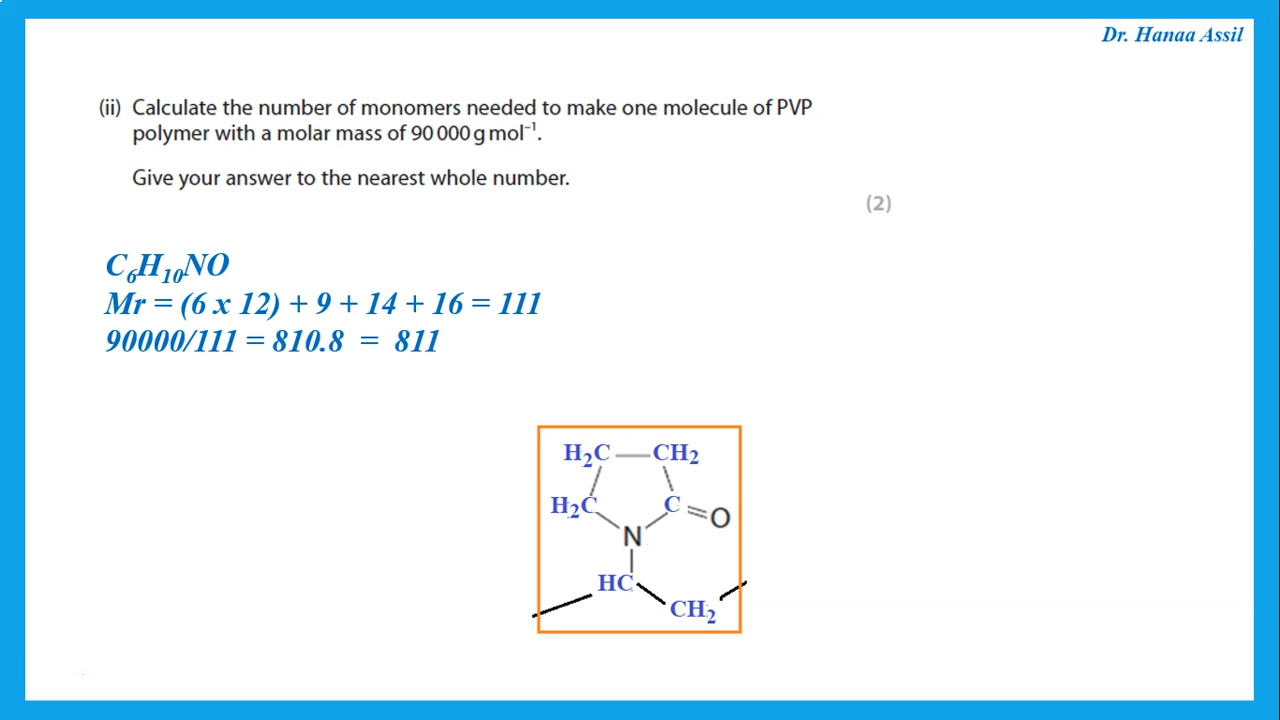 Dr. Hanaa Assil
(ii) Calculate the number of monomers needed to make one molecule of PVP
polymer with a molar mass of 90 000 g mol⁻¹.
Give your answer to the nearest whole number.
(2)
C₆H₁₀NO
Mr = (6 x 12) + 9 + 14 + 16 = 111
90000/111 = 810.8 = 811
H₂C CH₂
H₂C C O
N
HC
CH₂